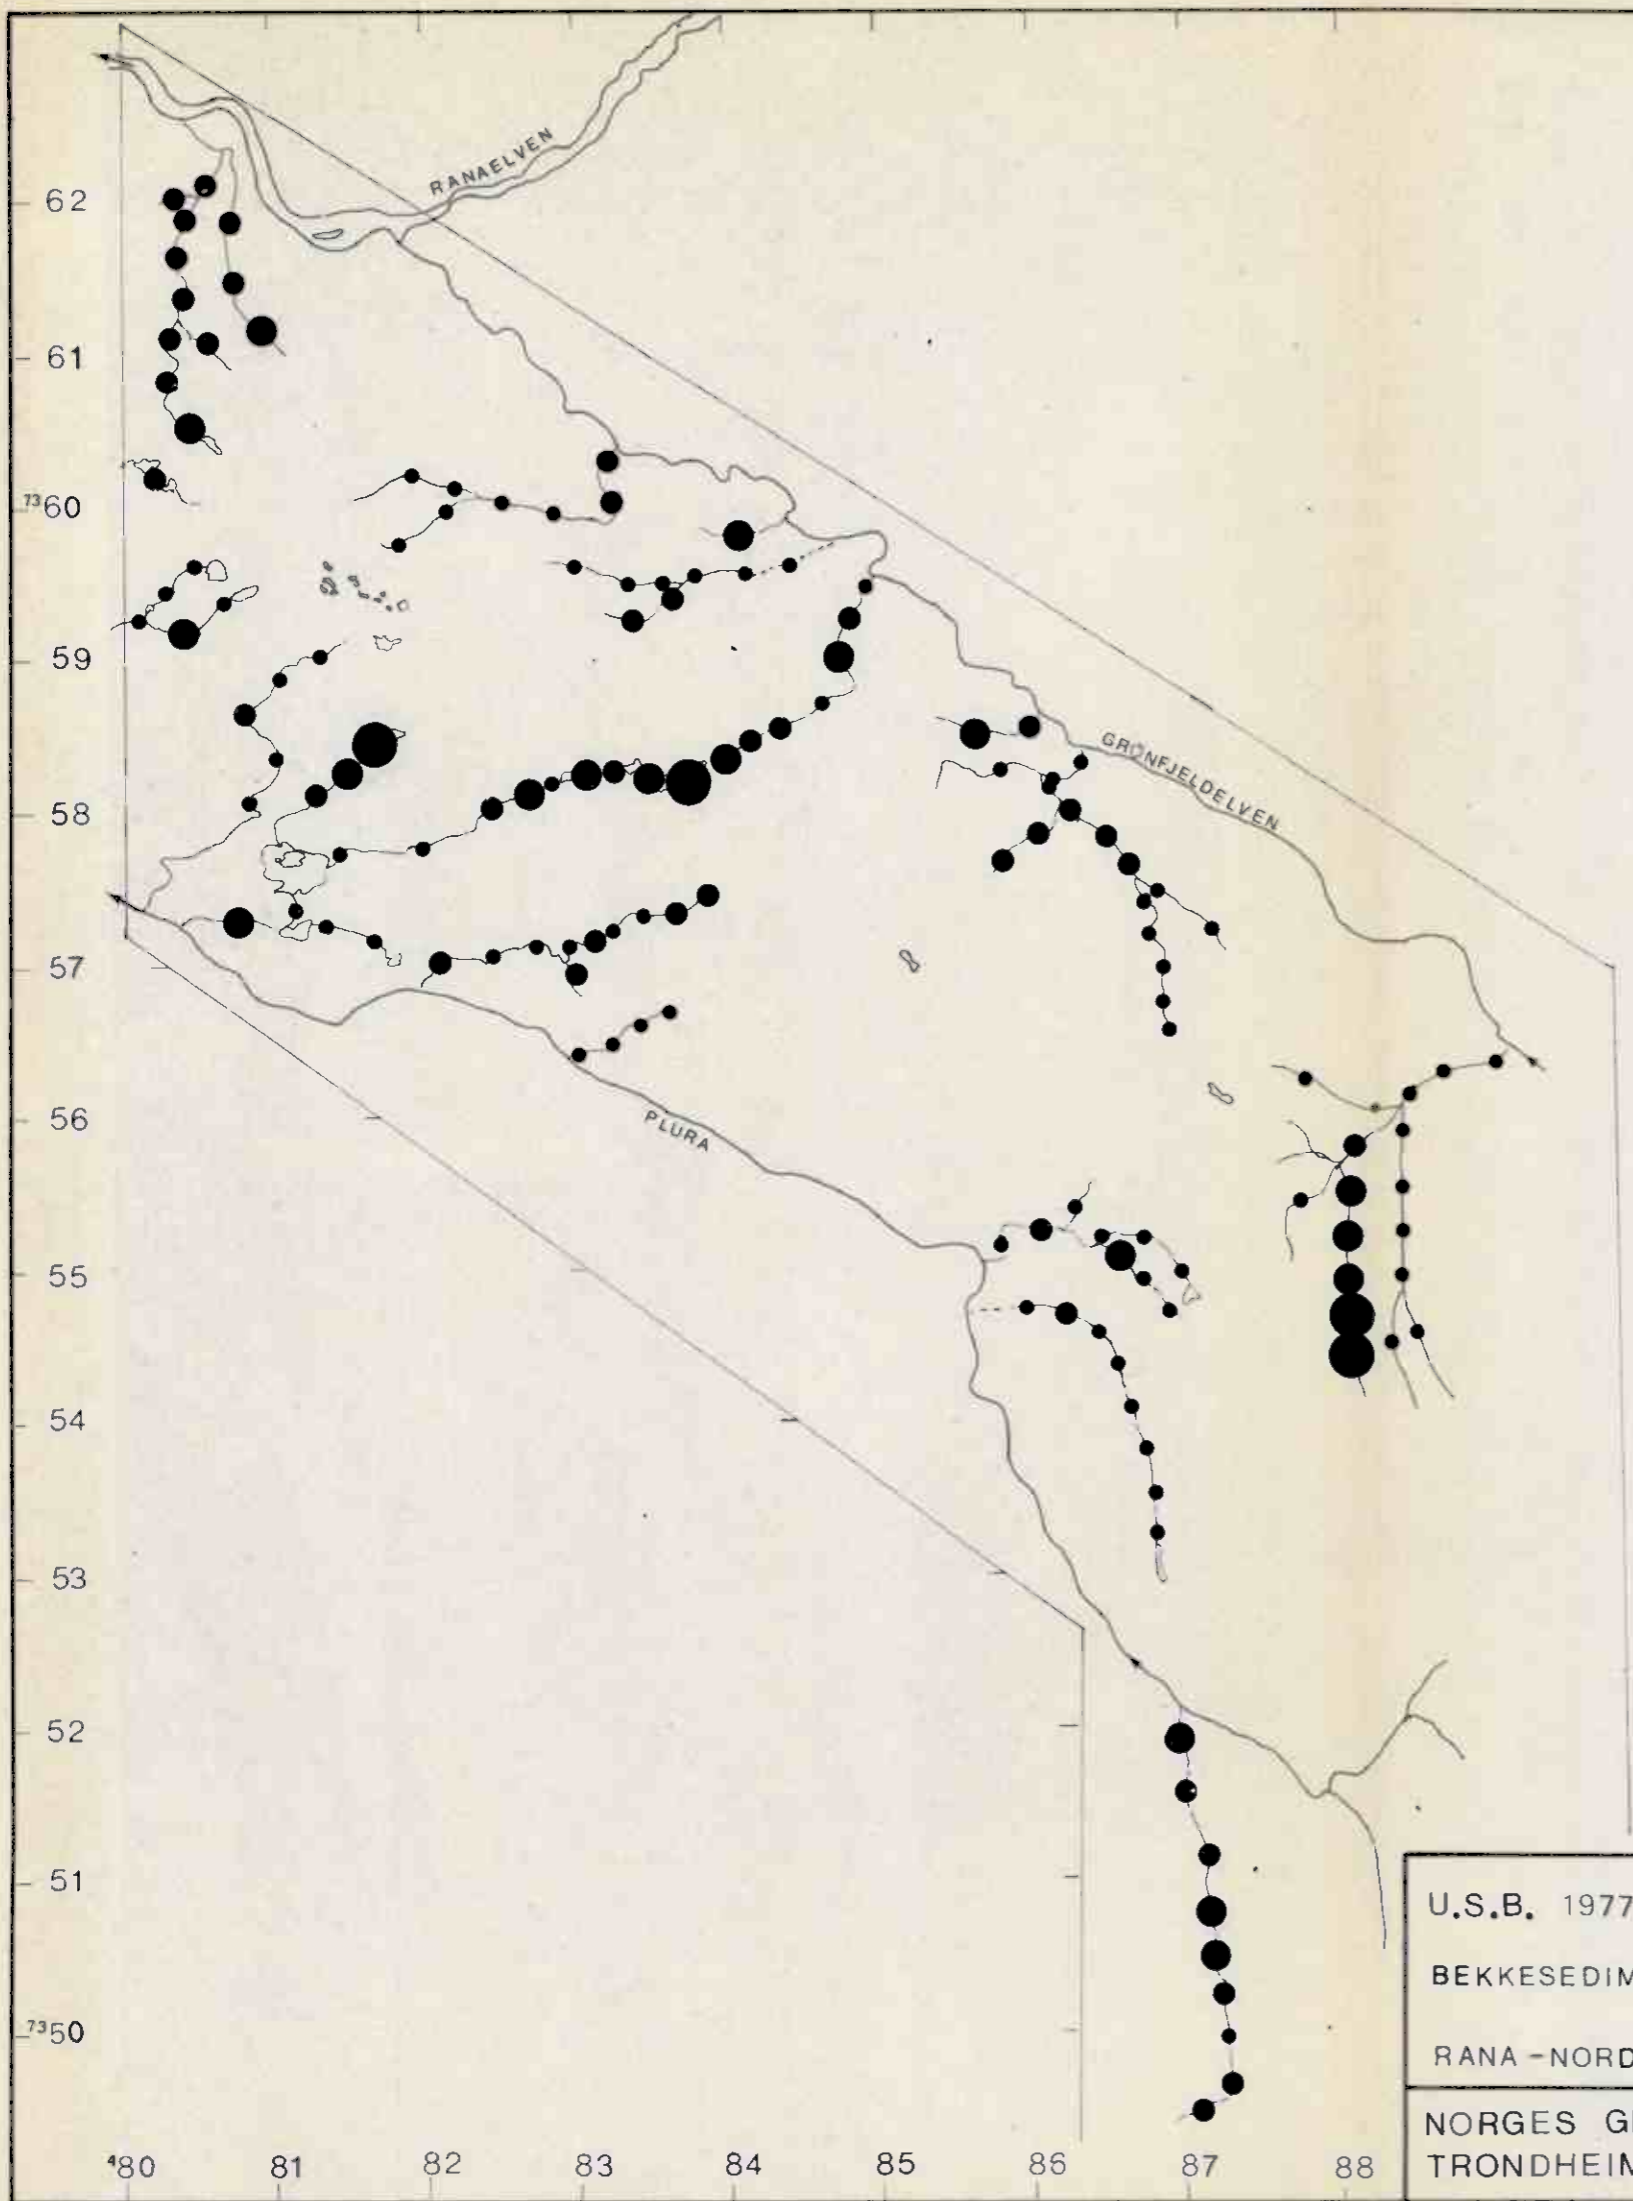 RANAELVEN
62
61
7360
59
GRØNFJELDELVEN
58
57
56
PLURA
55
54
53
52
51
U.S.B. 1977
BEKKESEDIM
7350
RANA - NORD
NORGES G
TRONDHEIM
480 81 82 83 84 85 86 87 88